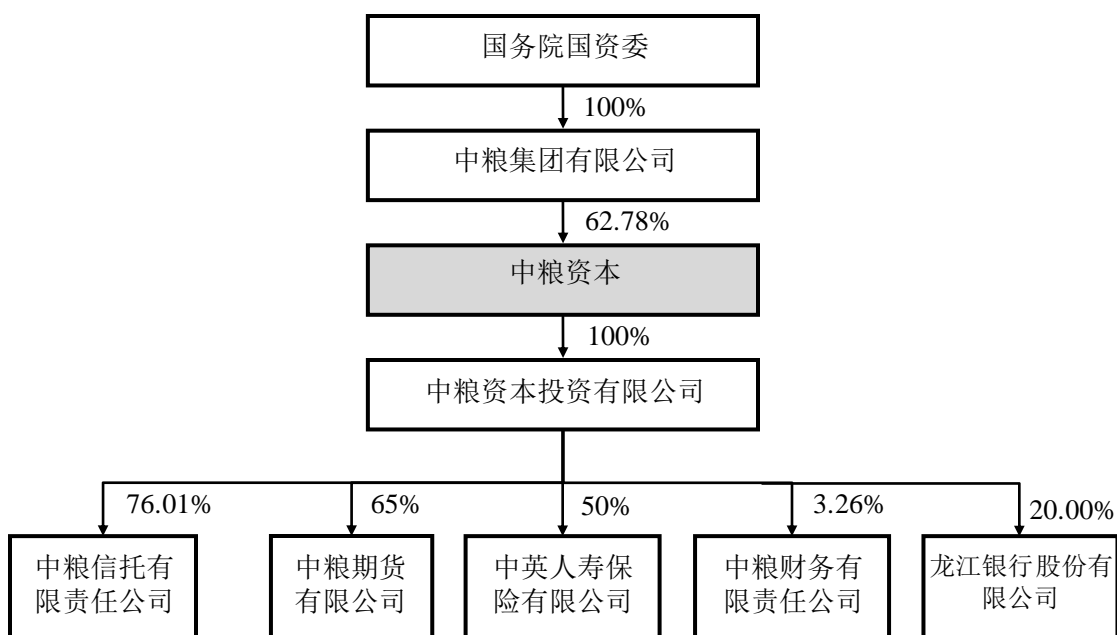 国务院国资委
100%
中粮集团有限公司
62.78%
中粮资本
100%
中粮资本投资有限公司
76.01%
65%
50%
3.26%
20.00%
中粮信托有
限责任公司
中粮期货
有限公司
中英人寿保
险有限公司
中粮财务有
限责任公司
龙江银行股份有
限公司